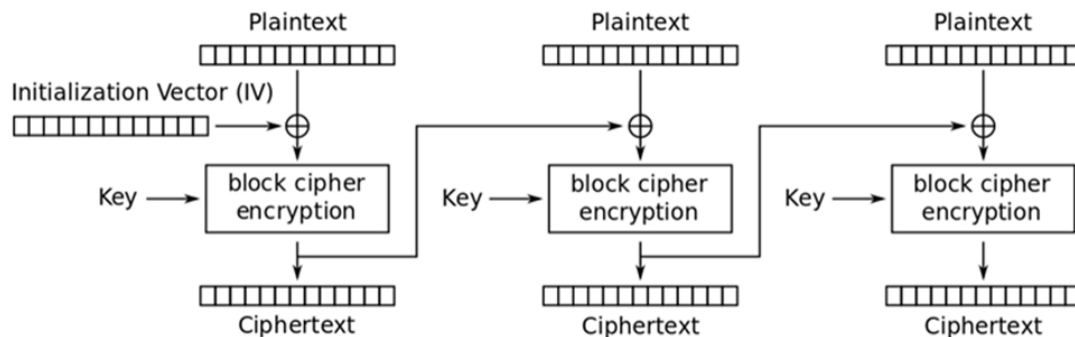 Plaintext
Plaintext
Plaintext
Initialization Vector (IV)
Key
block cipher
encryption
Key
block cipher
encryption
Key
block cipher
encryption
Ciphertext
Ciphertext
Ciphertext